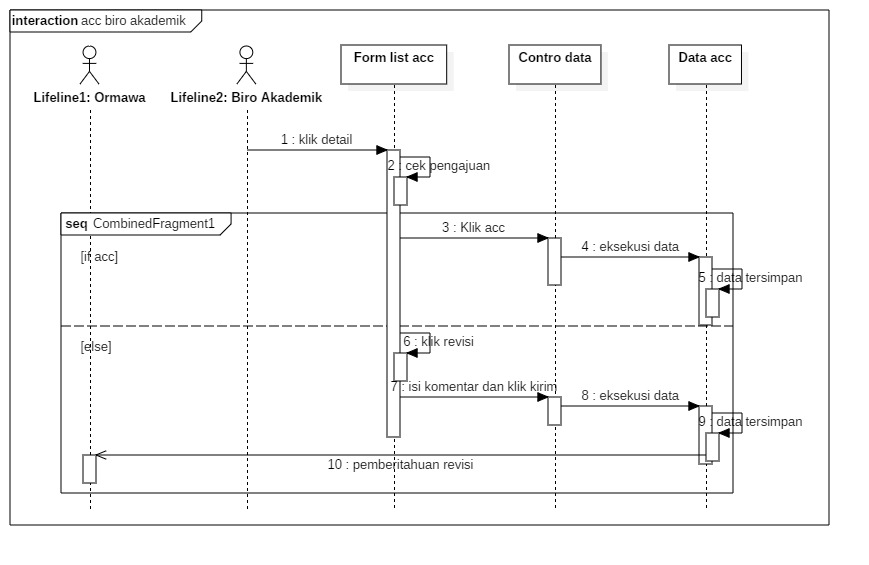 interaction acc biro akademik
Lifeline1: Ormawa
Lifeline2: Biro Akademik
Form list acc
Contro data
Data acc
1 : klik detail
2 : cek pengajuan
seq CombinedFragment1
3 : Klik acc
4 : eksekusi data
[if acc]
5 : data tersimpan
6 : klik revisi
[else]
7 : isi komentar dan klik kirim
8 : eksekusi data
9 : data tersimpan
10 : pemberitahuan revisi